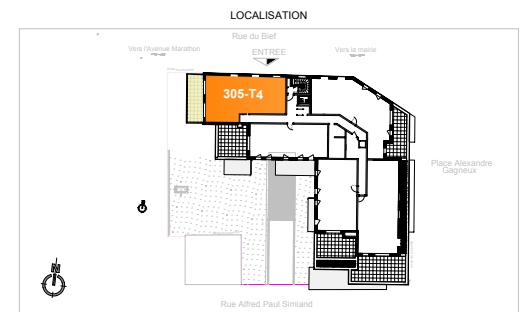 LOCALISATION
Rue du Bief
Vers l'Avenue Marathon
ENTREE
Vers la mairie
305-T4
Place Alexandre
Gagneux
N
Rue Alfred Paul Simiand